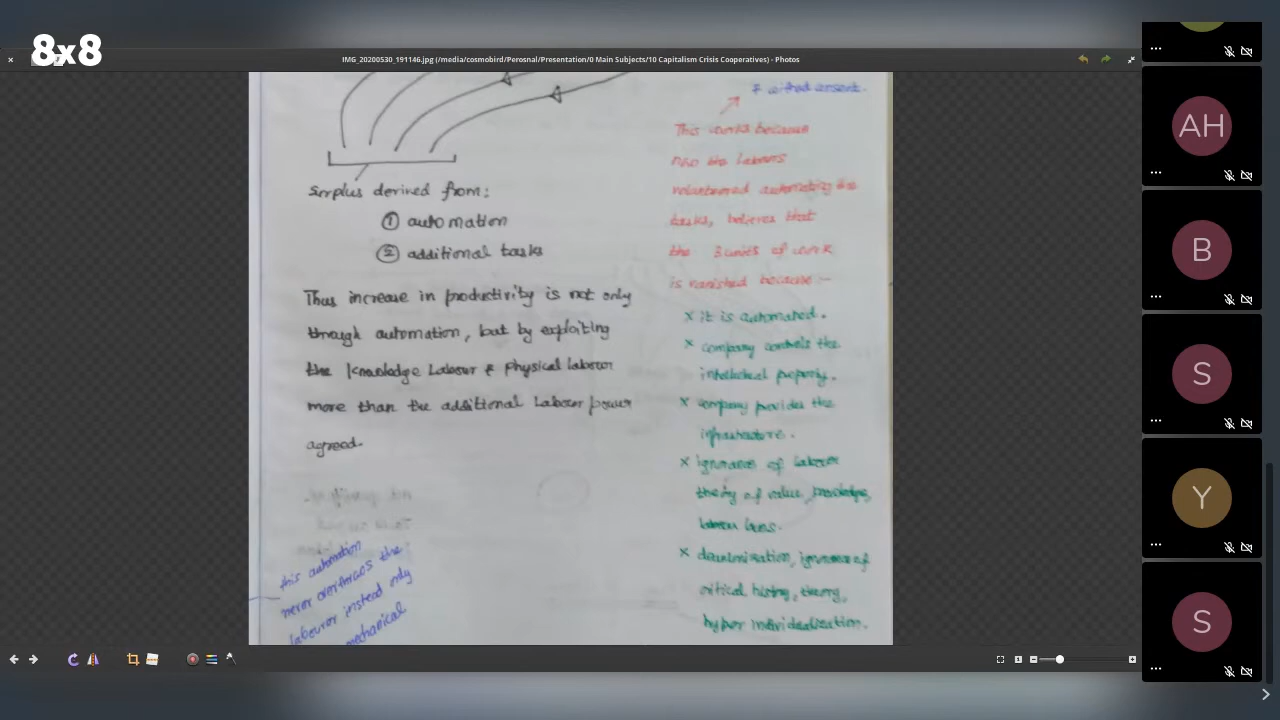 8x8
IMG_20200530_191146.jpg (/media/cosmobird/Perosnal/Presentation/0 Main Subjects/10 Capitalism Crisis Cooperatives) - Photos
Surplus derived from:
① automation
② additional tasks
Thus increase in productivity is not only
through automation, but by exploiting
the knowledge Labour & physical labour
more than the additional Labour power
agreed.
this automation
never overthrows the
labourer instead only
mechanical
This works because
the labours
volunteered automating the
tasks, believes that
the 3 units of work
is vanished because :-
x it is automated.
x company controls the
intellectual property.
x company provides the
infrastructure.
x ignorance of labour
theory of value, knowledge,
labour laws.
x ignorance of
critical history, theory,
hyper individualization.
AH
B
S
Y
S